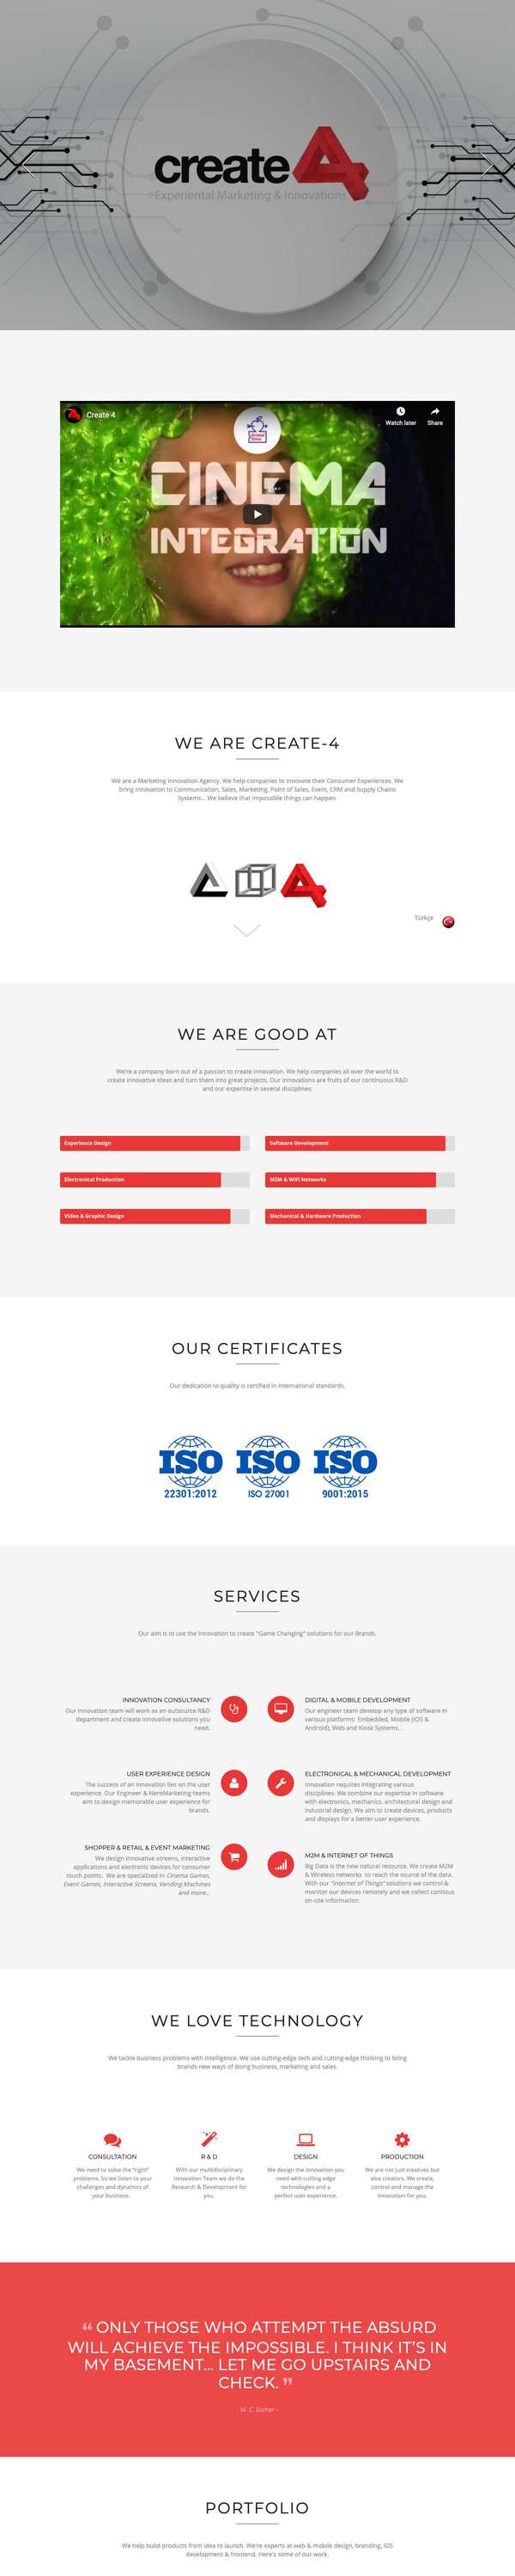 create
Experiental Marketing & Innovations
Create 4
Watch later
Share
CINEMA
INTEGRATION
WE ARE CREATE-4
We are a Marketing Innovation Agency. We help companies to innovate their Consumer Experiences. We
bring innovation to Communication, Sales, Marketing, Point of Sales, Event, CRM and Supply Chains
Systems... We believe that impossible things can happen.
Türkçe
WE ARE GOOD AT
We're a company born out of a passion to create innovation. We help companies all over the world to
create innovative ideas and turn them into great projects. Our innovations are fruits of our continuous R&D
and our expertise in several disciplines.
Experience Design
Software Development
Electronical Production
M2M & WiFi Networks
Video & Graphic Design
Mechanical & Hardware Production
OUR CERTIFICATES
Our dedication to quality is certified in international standards.
ISO ISO ISO
22301:2012 ISO 27001 9001:2015
SERVICES
Our aim is to use the Innovation to create "Game Changing" solutions for our Brands.
INNOVATION CONSULTANCY
Our innovation team will work as an outsource R&D
department and create innovative solutions you
need.
DIGITAL & MOBILE DEVELOPMENT
Our engineer team develop any type of software in
various platforms: Embedded, Mobile (IOS &
Android), Web and Kiosk Systems...
USER EXPERIENCE DESIGN
The success of an innovation lies on the user
experience. Our Engineer & NeroMarketing teams
aim to design memorable user experience for
brands.
ELECTRONICAL & MECHANICAL DEVELOPMENT
Innovation requires integrating various
disciplines. We combine our expertise in software
with electronics, mechanics, architectural design and
industrial design. We aim to create devices, products
and displays for a better user experience.
SHOPPER & RETAIL & EVENT MARKETING
We design innovative screens, interactive
applications and electronic devices for consumer
touch points. We are specialized in Cinema Games,
Event Games, Interactive Screens, Vending Machines
and more...
M2M & INTERNET OF THINGS
Big Data is the new natural resource. We create M2M
& Wireless networks to reach the source of the data.
With our "Internet of Things" solutions we control &
monitor our devices remotely and we collect contious
on-site information.
WE LOVE TECHNOLOGY
We tackle business problems with intelligence. We use cutting-edge tech and cutting-edge thinking to bring
brands new ways of doing business, marketing and sales.
CONSULTATION
We need to solve the "right"
problems. So we listen to your
challenges and dynamics of
your business.
R & D
With our multidisciplinary
Innovation Team we do the
Research & Development for
you.
DESIGN
We design the innovation you
need with cutting edge
technologies and a
perfect user experience.
PRODUCTION
We are not just creatives but
also creators. We create,
control and manage the
innovation for you.
“ ONLY THOSE WHO ATTEMPT THE ABSURD
WILL ACHIEVE THE IMPOSSIBLE. I THINK IT'S IN
MY BASEMENT... LET ME GO UPSTAIRS AND
CHECK. ”
- M. C. Escher -
PORTFOLIO
We help build products from idea to launch. We're experts at web & mobile design, branding, iOS
development & frontend. Here's some of our work.